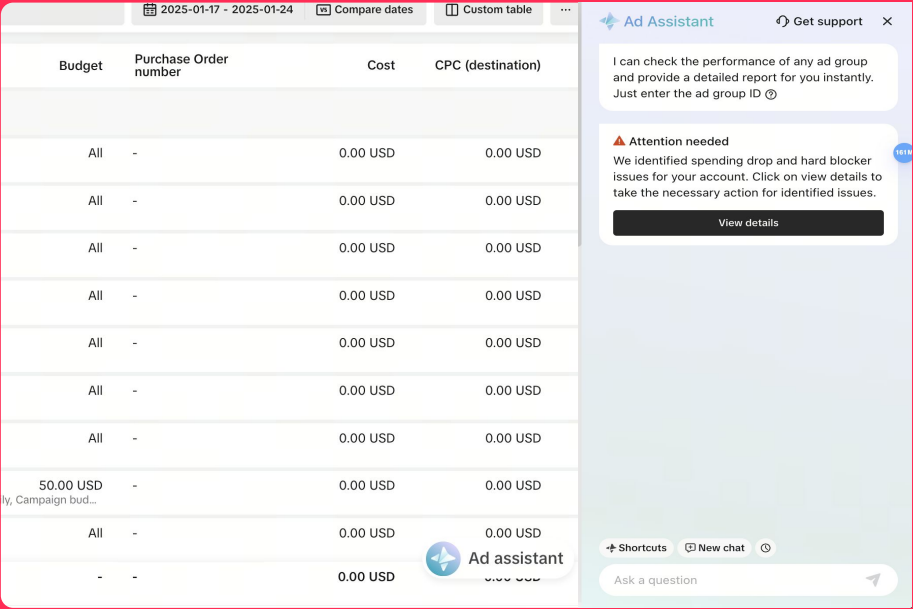 2025-01-17 - 2025-01-24
VS Compare dates
Custom table
...
Budget
Purchase Order
number
Cost
CPC (destination)
All - 0.00 USD 0.00 USD
All - 0.00 USD 0.00 USD
All - 0.00 USD 0.00 USD
All - 0.00 USD 0.00 USD
All - 0.00 USD 0.00 USD
All - 0.00 USD 0.00 USD
All - 0.00 USD 0.00 USD
50.00 USD - 0.00 USD 0.00 USD
ly, Campaign bud...
All - 0.00 USD 0.00 USD
- - 0.00 USD 0.00 USD
Ad assistant
Ad Assistant
Get support
I can check the performance of any ad group
and provide a detailed report for you instantly.
Just enter the ad group ID
Attention needed
We identified spending drop and hard blocker
issues for your account. Click on view details to
take the necessary action for identified issues.
View details
161M
Shortcuts
New chat
Ask a question